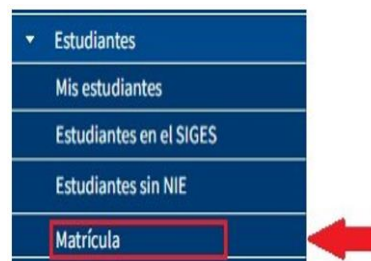 Estudiantes
Mis estudiantes
Estudiantes en el SIGES
Estudiantes sin NIE
Matrícula